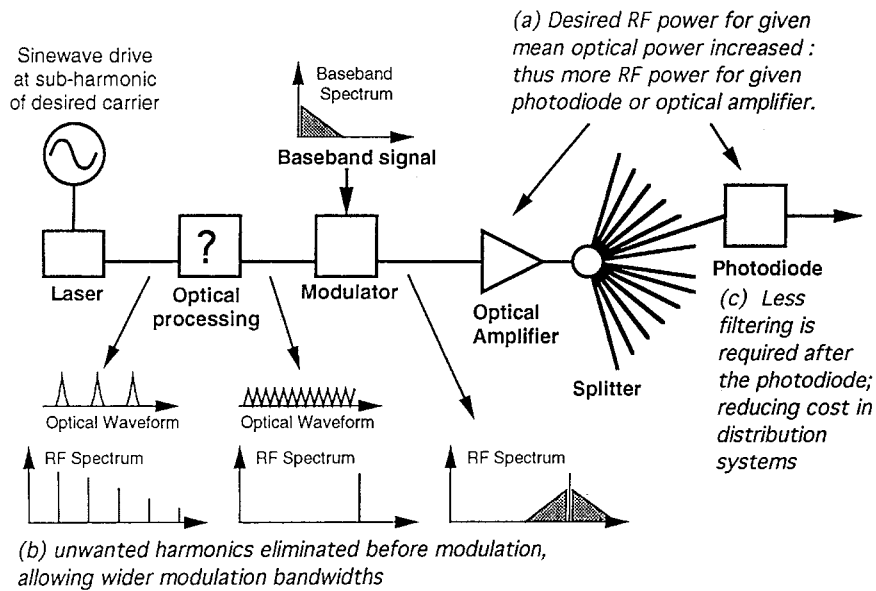 (a) Desired RF power for given
mean optical power increased :
thus more RF power for given
photodiode or optical amplifier.
Sinewave drive
at sub-harmonic
of desired carrier
Baseband
Spectrum
Baseband signal
?
Laser
Optical
processing
Modulator
Optical
Amplifier
Splitter
Photodiode
(c) Less
filtering is
required after
the photodiode;
reducing cost in
distribution
systems
Optical Waveform
Optical Waveform
RF Spectrum
RF Spectrum
RF Spectrum
(b) unwanted harmonics eliminated before modulation,
allowing wider modulation bandwidths